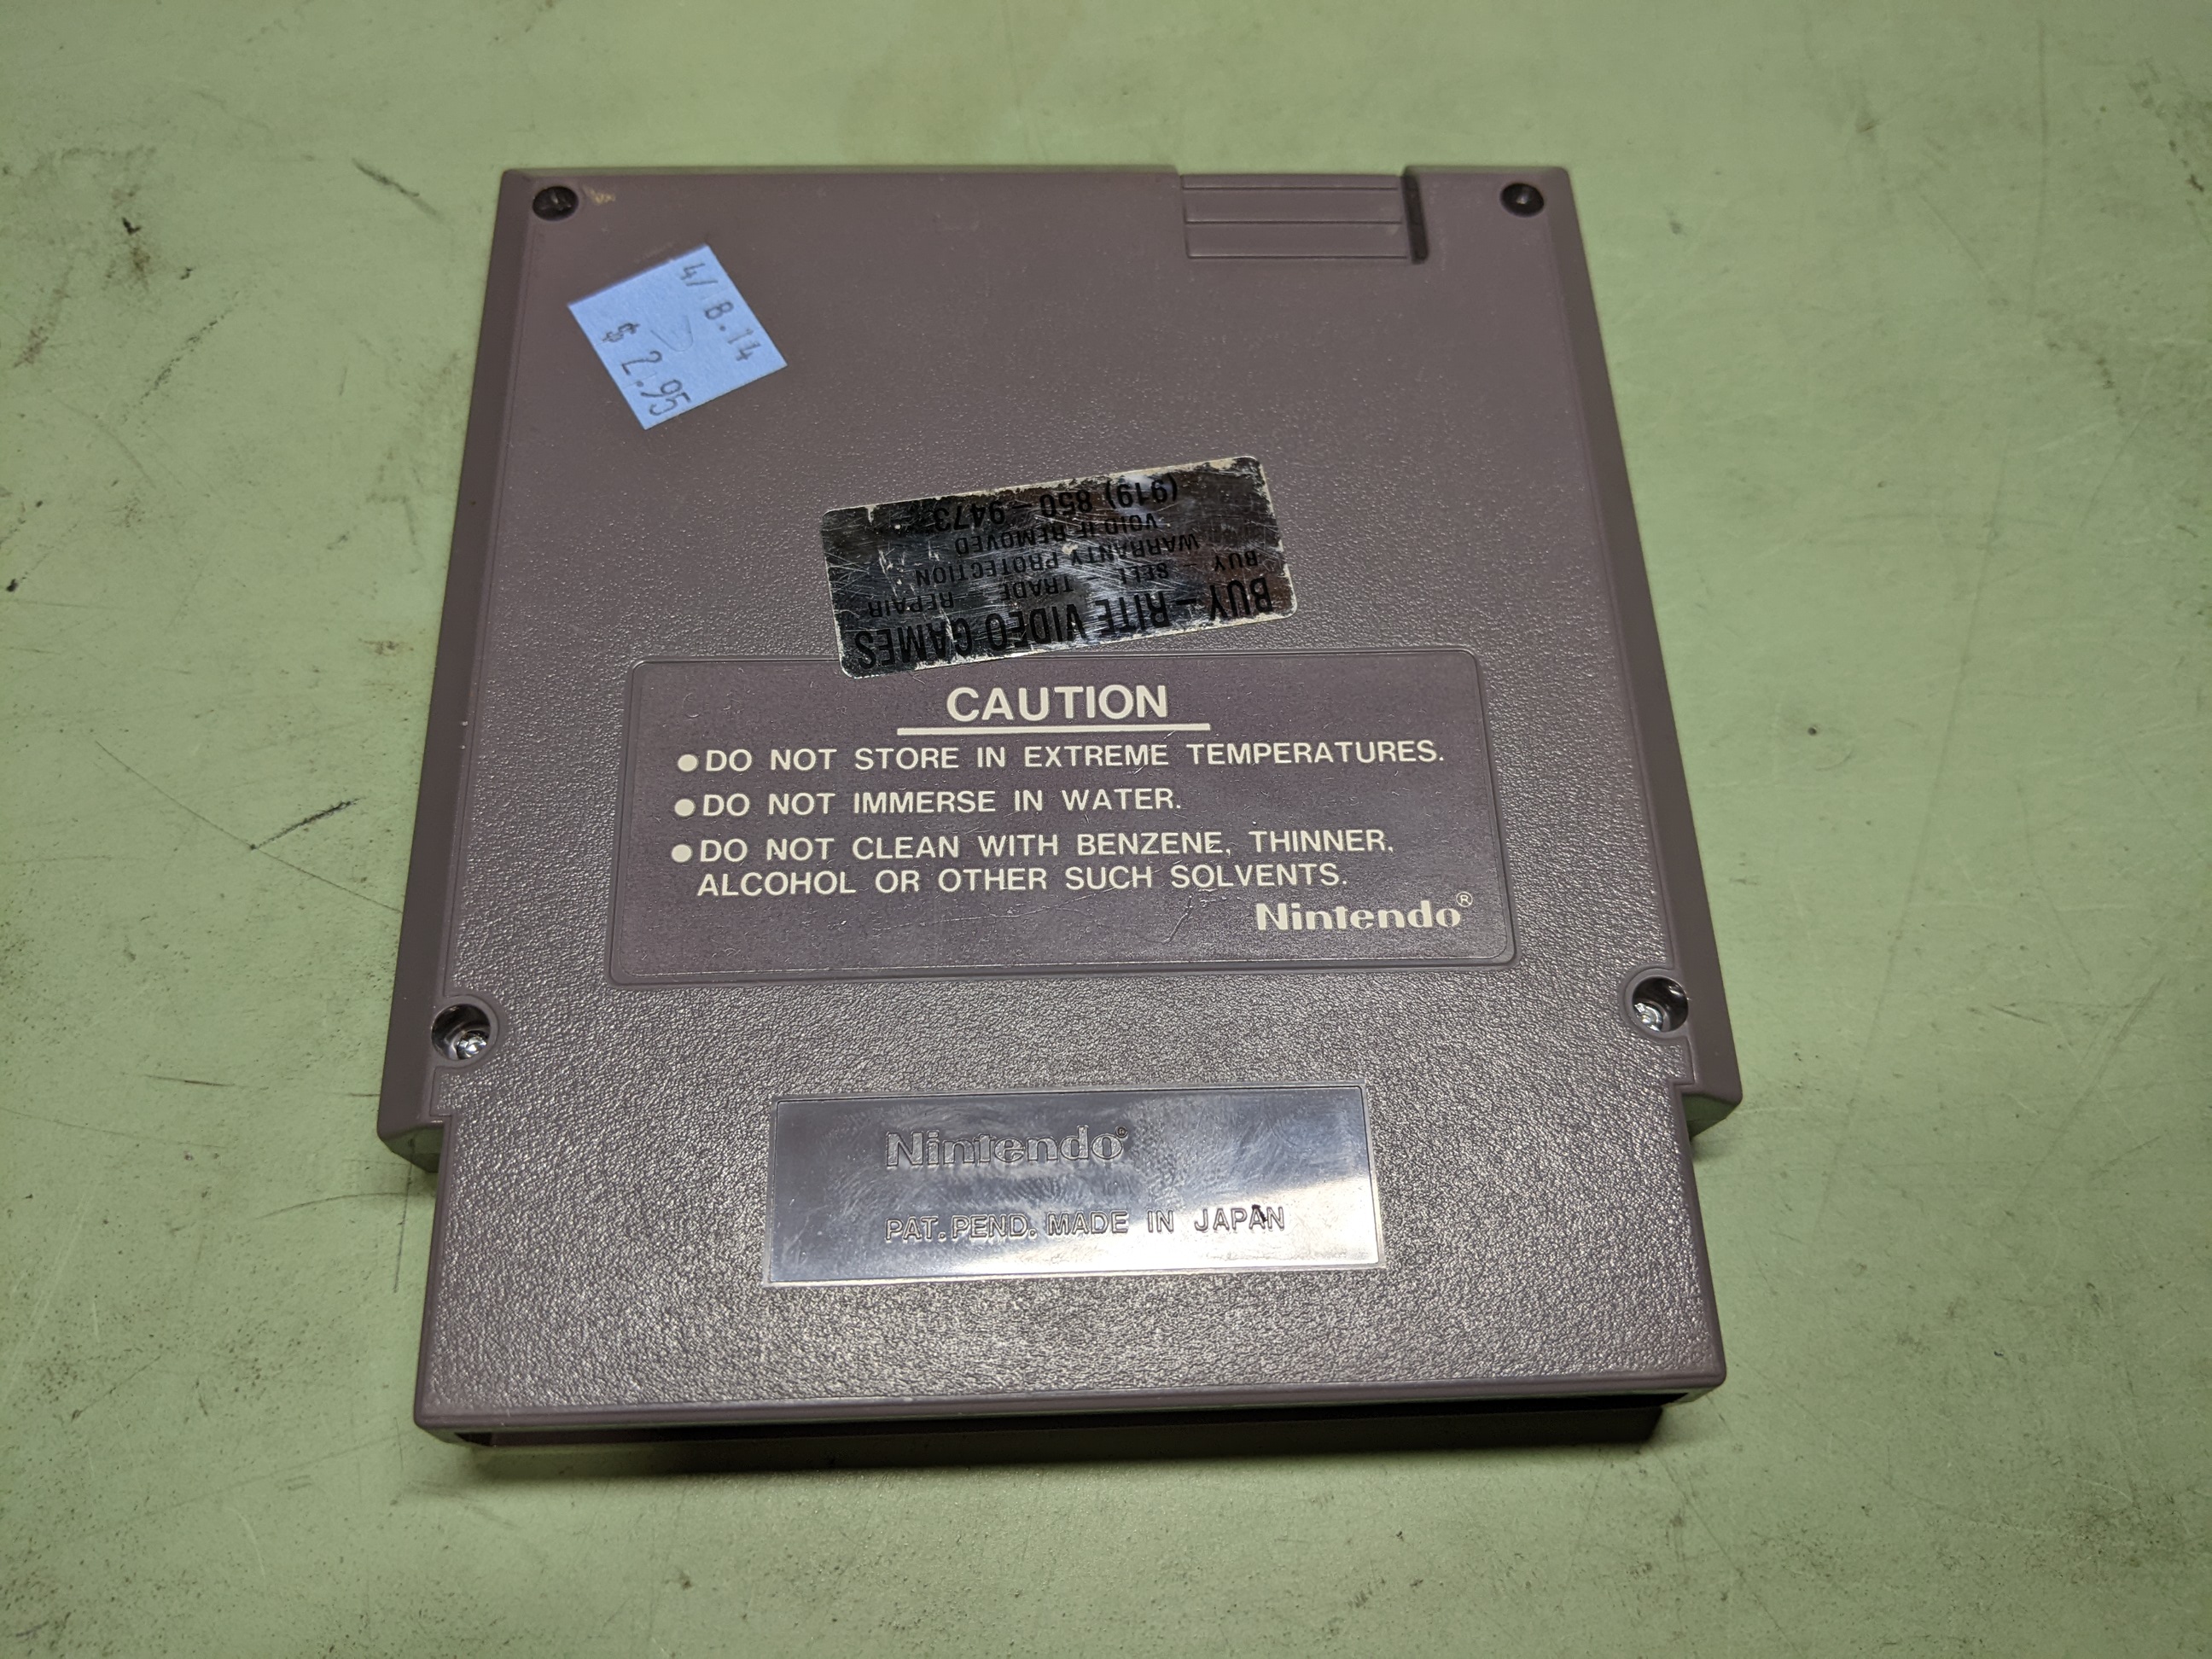 4/ B.14
$ 2.95
BUY - RITE VIDEO GAMES
BUY SELL TRADE REPAIR
WARRANTY PROTECTION
VOID IF REMOVED
(919) 850-9473
CAUTION
●DO NOT STORE IN EXTREME TEMPERATURES.
●DO NOT IMMERSE IN WATER.
●DO NOT CLEAN WITH BENZENE, THINNER,
ALCOHOL OR OTHER SUCH SOLVENTS.
Nintendo®
Nintendo®
PAT. PEND. MADE IN JAPAN